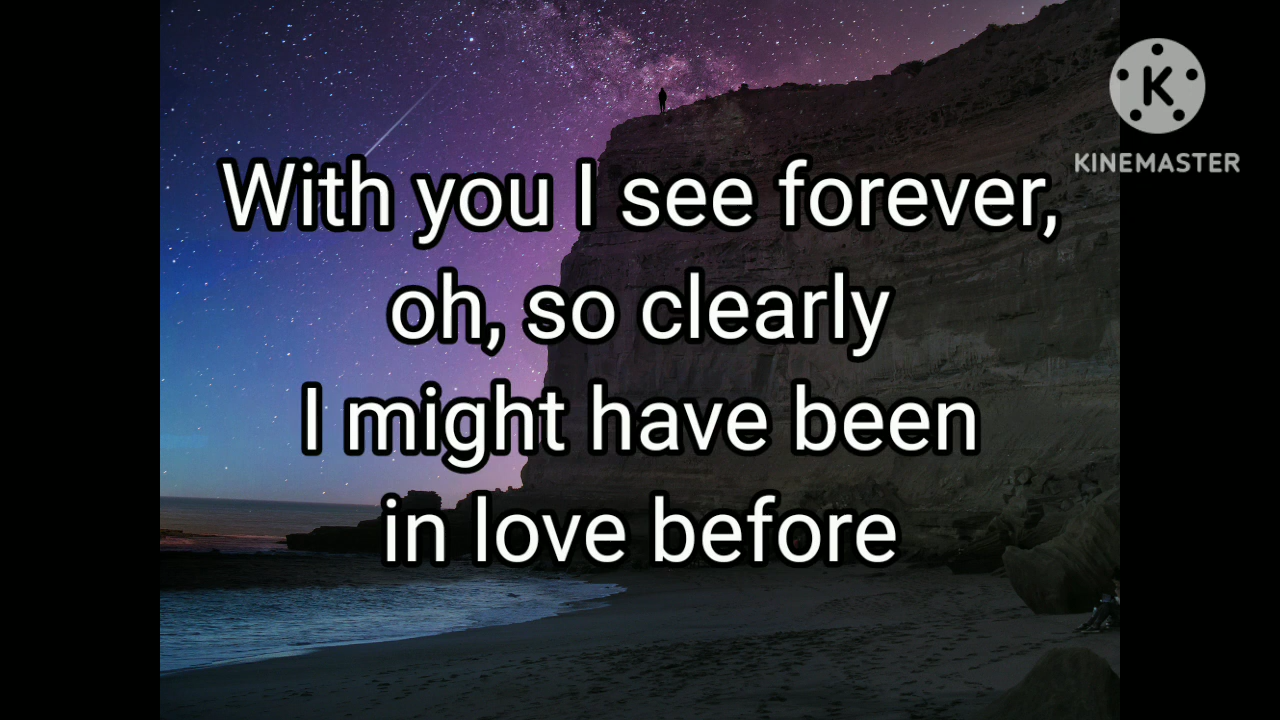 K
KINEMASTER
With you I see forever,
oh, so clearly
I might have been
in love before